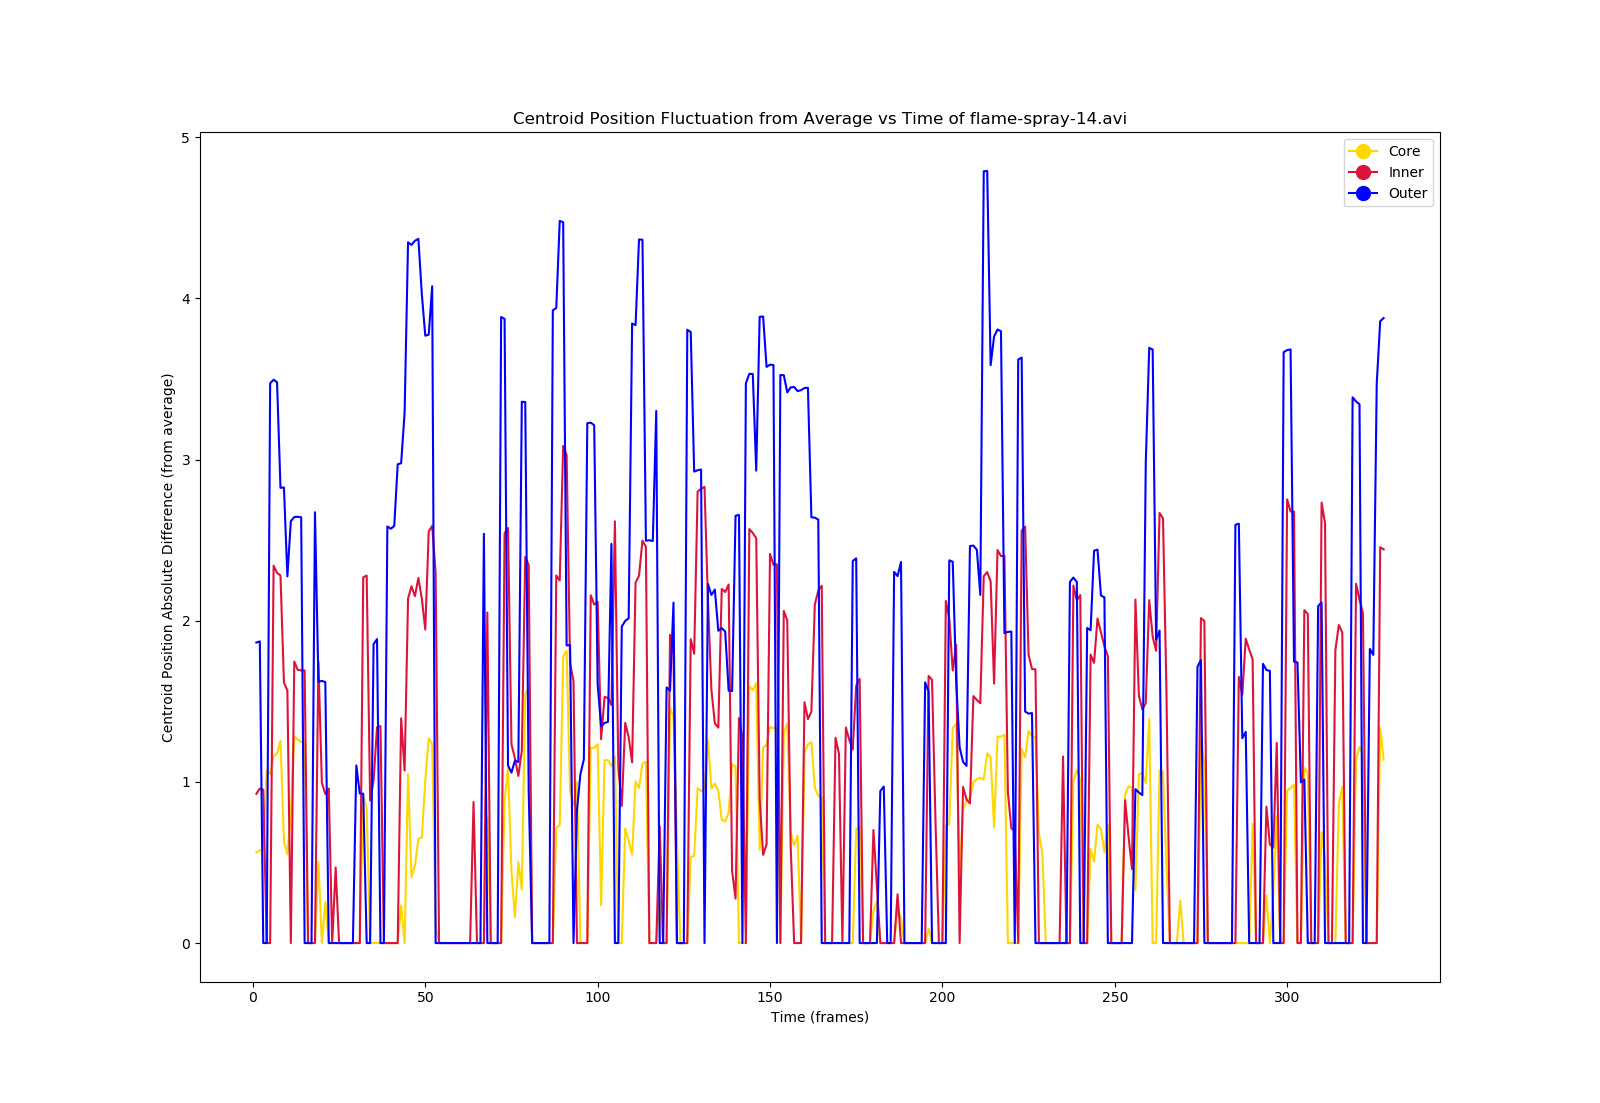 Centroid Position Fluctuation from Average vs Time of flame-spray-14.avi
Core
Inner
Outer
Centroid Position Absolute Difference (from average)
5
4
3
2
1
0
0 50 100 150 200 250 300
Time (frames)